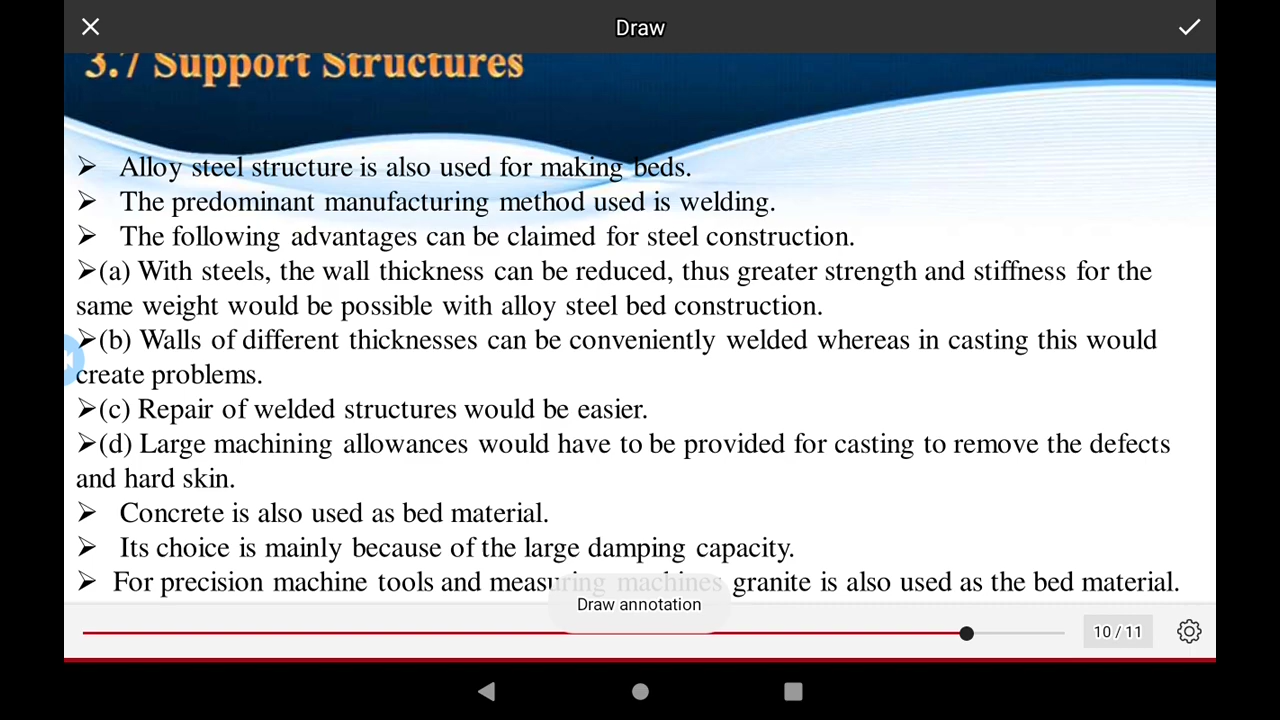 Draw
3.7 Support Structures
➢ Alloy steel structure is also used for making beds.
➢ The predominant manufacturing method used is welding.
➢ The following advantages can be claimed for steel construction.
➢(a) With steels, the wall thickness can be reduced, thus greater strength and stiffness for the
same weight would be possible with alloy steel bed construction.
➢(b) Walls of different thicknesses can be conveniently welded whereas in casting this would
create problems.
➢(c) Repair of welded structures would be easier.
➢(d) Large machining allowances would have to be provided for casting to remove the defects
and hard skin.
➢ Concrete is also used as bed material.
➢ Its choice is mainly because of the large damping capacity.
➢ For precision machine tools and measuring machines granite is also used as the bed material.
Draw annotation
10 / 11